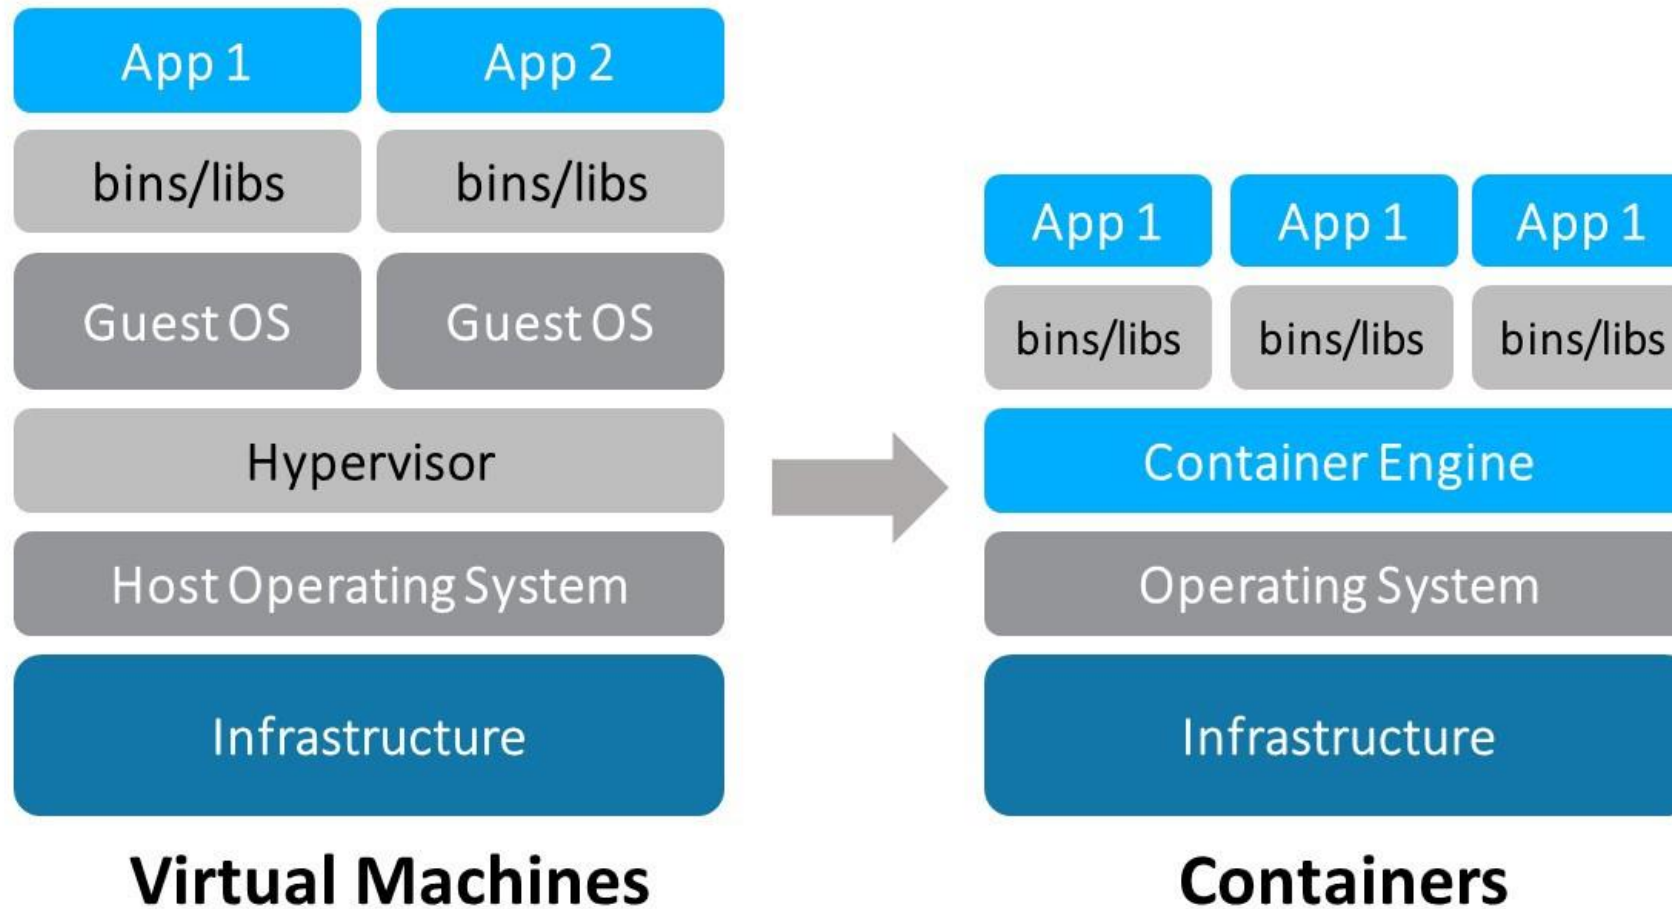 App 1
App 2
bins/libs
bins/libs
Guest OS
Guest OS
Hypervisor
Host Operating System
Infrastructure
Virtual Machines
App 1
App 1
App 1
bins/libs
bins/libs
bins/libs
Container Engine
Operating System
Infrastructure
Containers